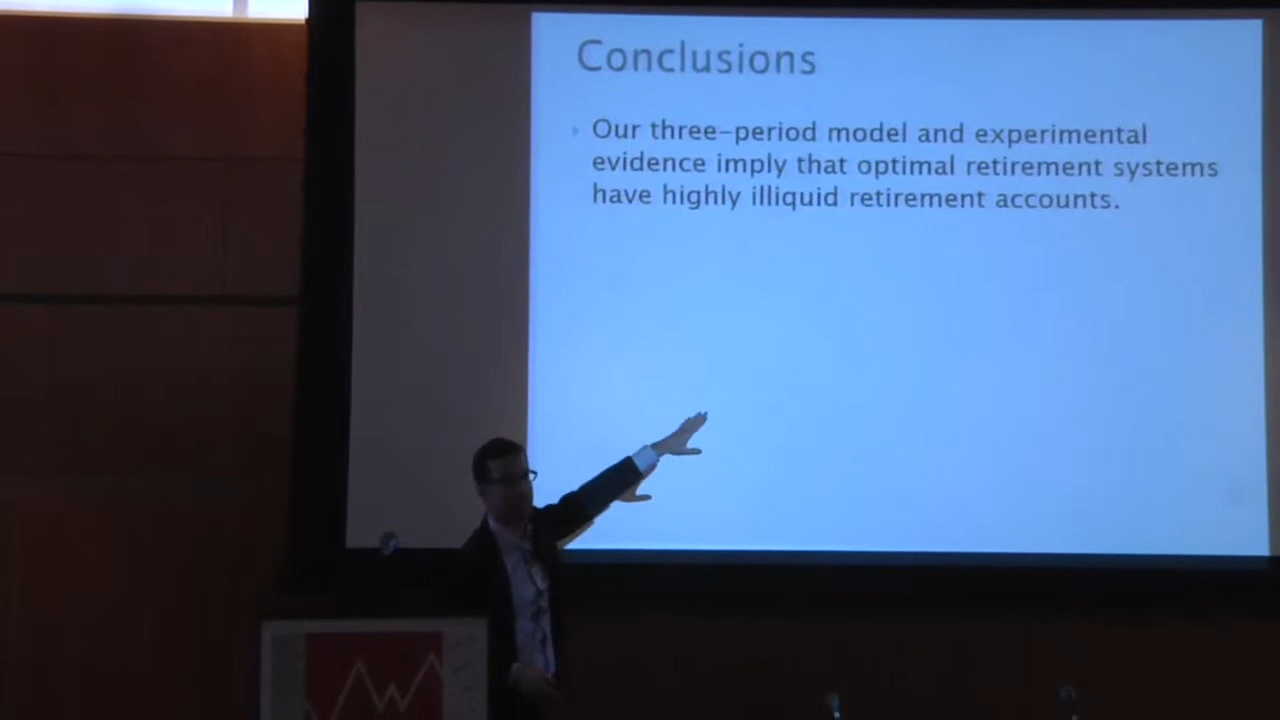 Conclusions
Our three-period model and experimental
evidence imply that optimal retirement systems
have highly illiquid retirement accounts.